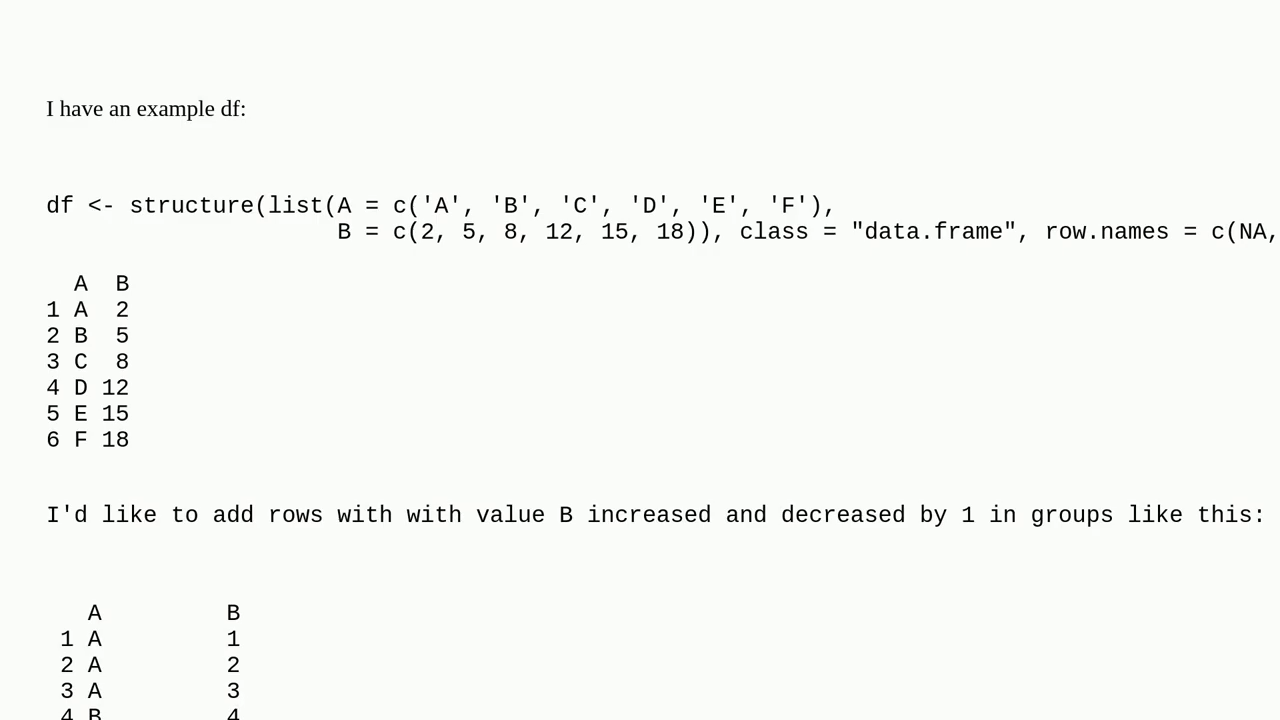 I have an example df:
df <- structure(list(A = c('A', 'B', 'C', 'D', 'E', 'F'),
                     B = c(2, 5, 8, 12, 15, 18)), class = "data.frame", row.names = c(NA,
  A  B
1 A  2
2 B  5
3 C  8
4 D 12
5 E 15
6 F 18
I'd like to add rows with with value B increased and decreased by 1 in groups like this:
   A         B
 1 A         1
 2 A         2
 3 A         3
 4 B         4